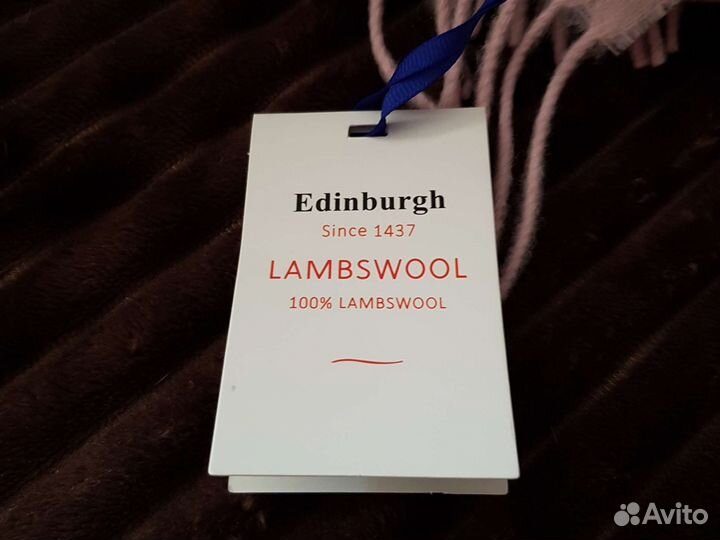 Edinburgh
Since 1437
LAMBSWOOL
100% LAMBSWOOL
Avito